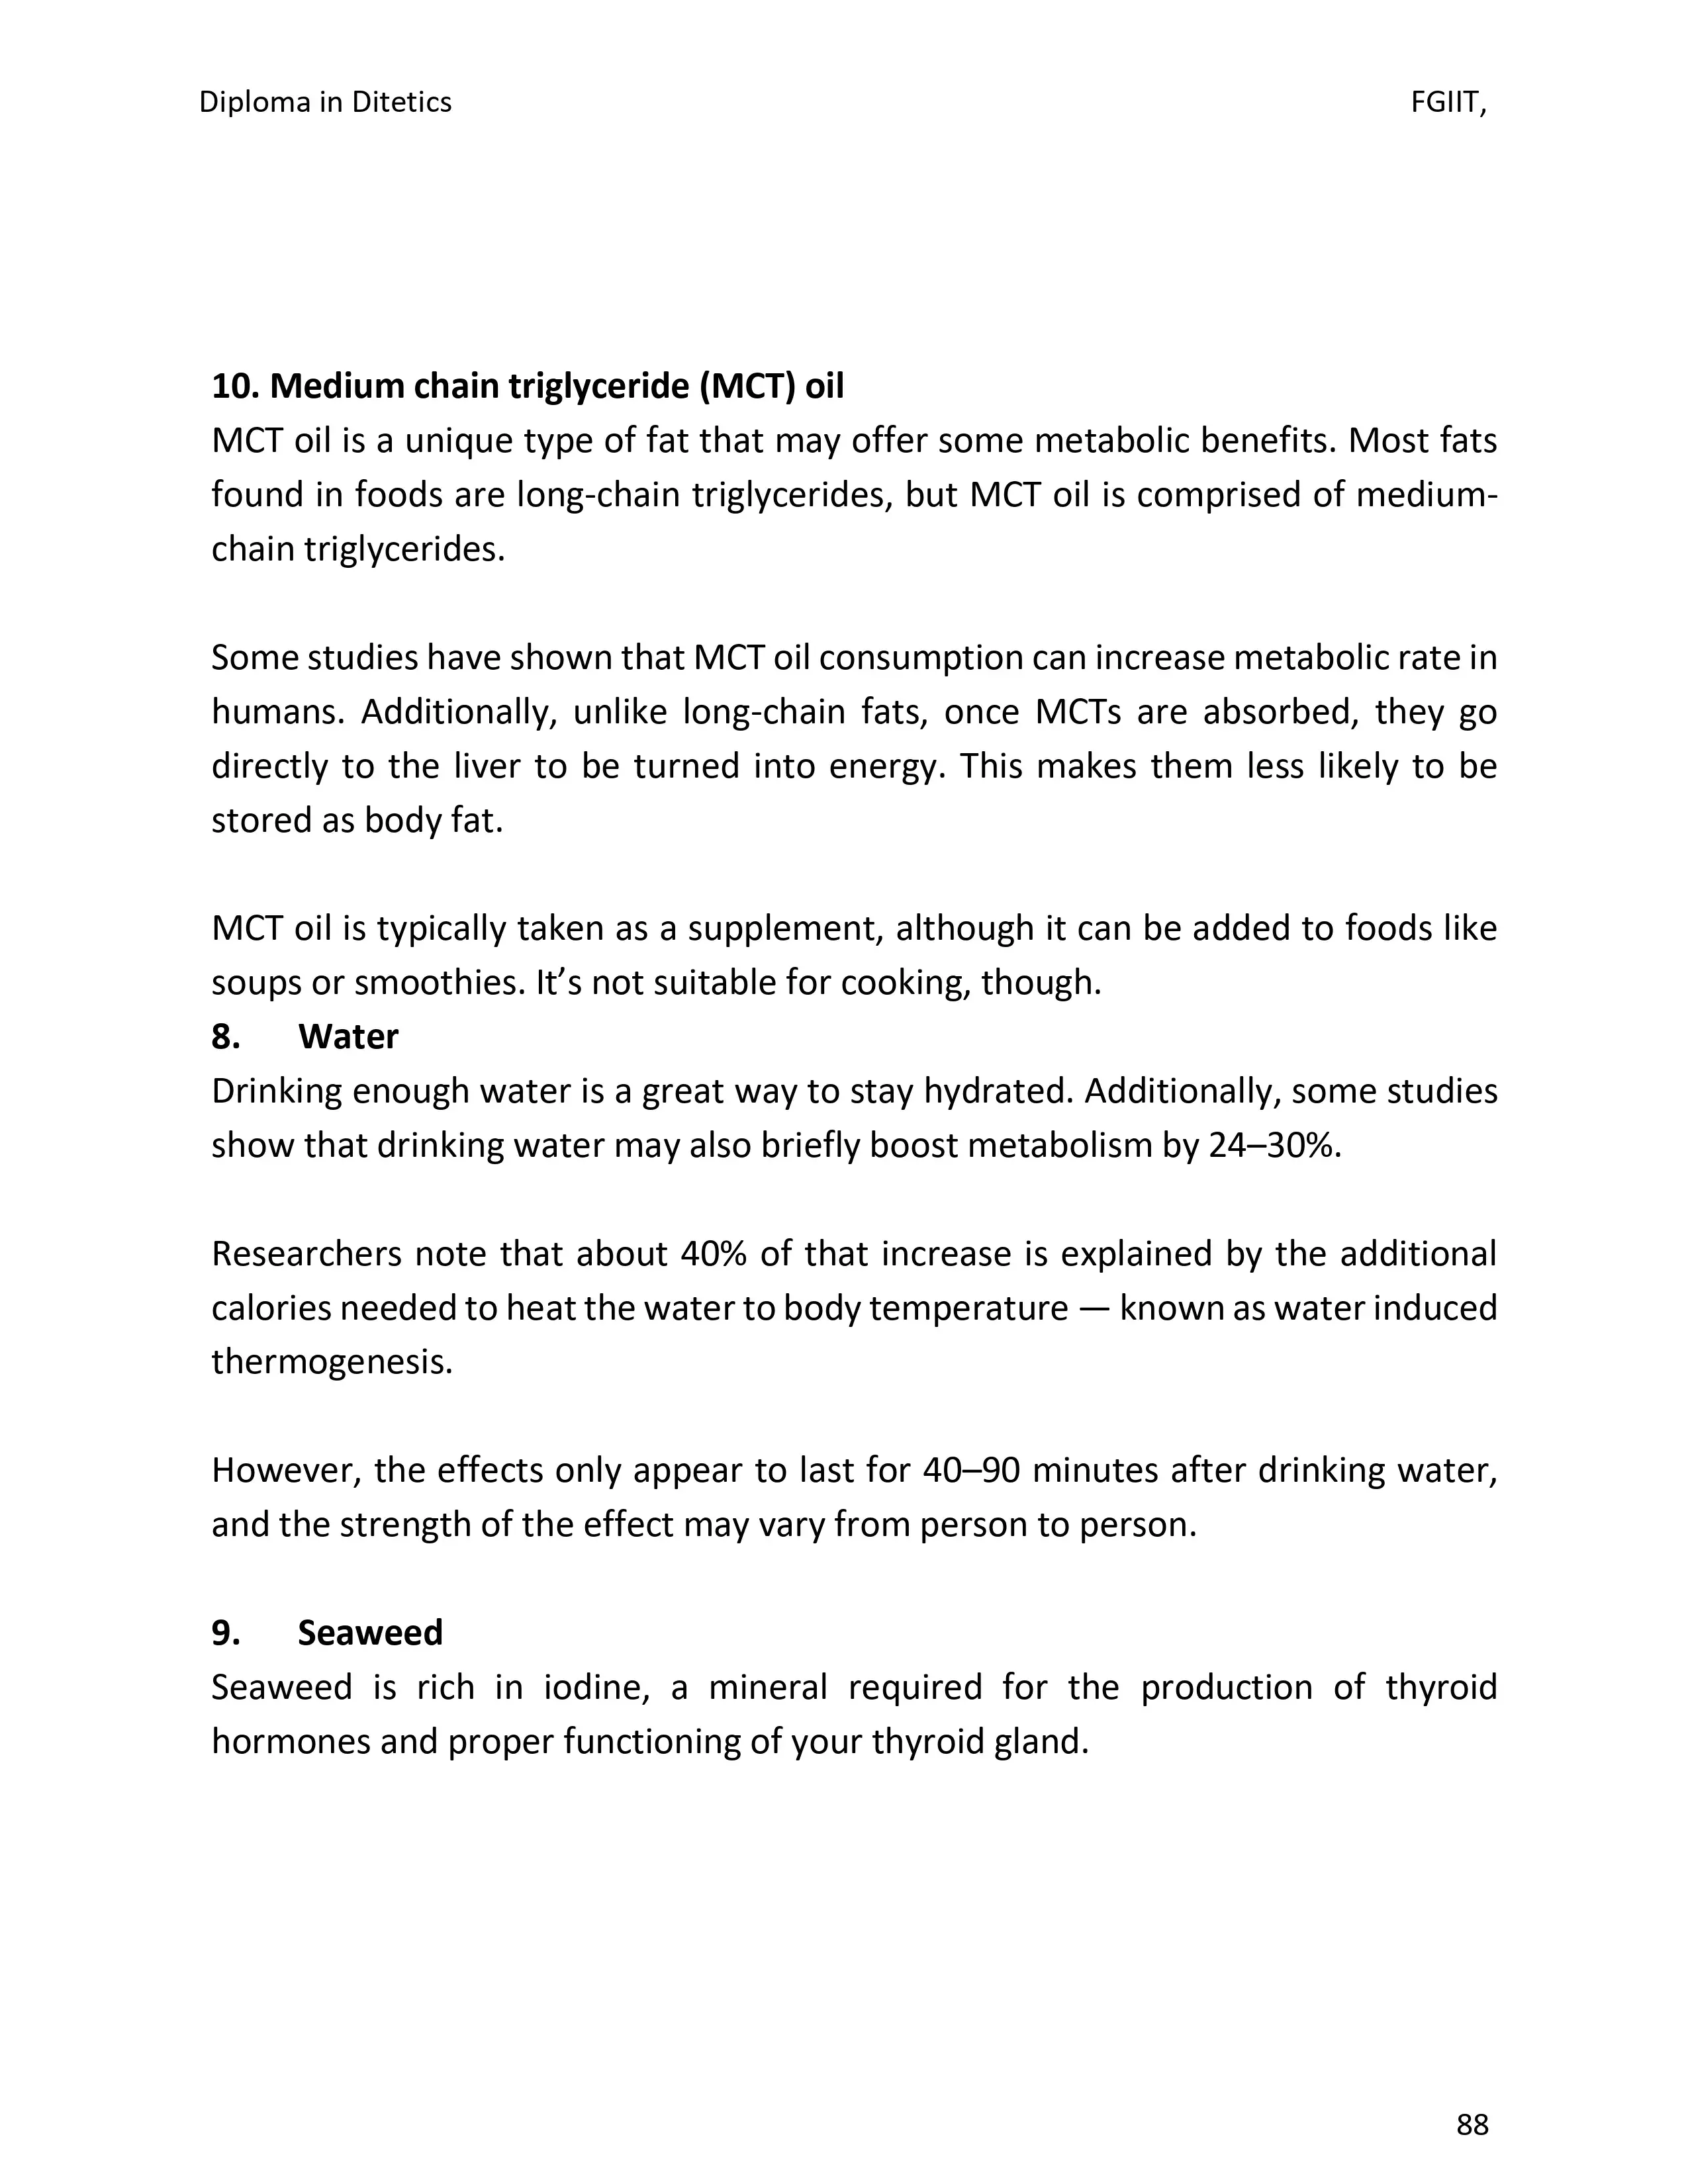 Diploma in Ditetics FGIIT,
10. Medium chain triglyceride (MCT) oil
MCT oil is a unique type of fat that may offer some metabolic benefits. Most fats
found in foods are long-chain triglycerides, but MCT oil is comprised of medium-
chain triglycerides.
Some studies have shown that MCT oil consumption can increase metabolic rate in
humans. Additionally, unlike long-chain fats, once MCTs are absorbed, they go
directly to the liver to be turned into energy. This makes them less likely to be
stored as body fat.
MCT oil is typically taken as a supplement, although it can be added to foods like
soups or smoothies. It’s not suitable for cooking, though.
8. Water
Drinking enough water is a great way to stay hydrated. Additionally, some studies
show that drinking water may also briefly boost metabolism by 24–30%.
Researchers note that about 40% of that increase is explained by the additional
calories needed to heat the water to body temperature — known as water induced
thermogenesis.
However, the effects only appear to last for 40–90 minutes after drinking water,
and the strength of the effect may vary from person to person.
9. Seaweed
Seaweed is rich in iodine, a mineral required for the production of thyroid
hormones and proper functioning of your thyroid gland.
88